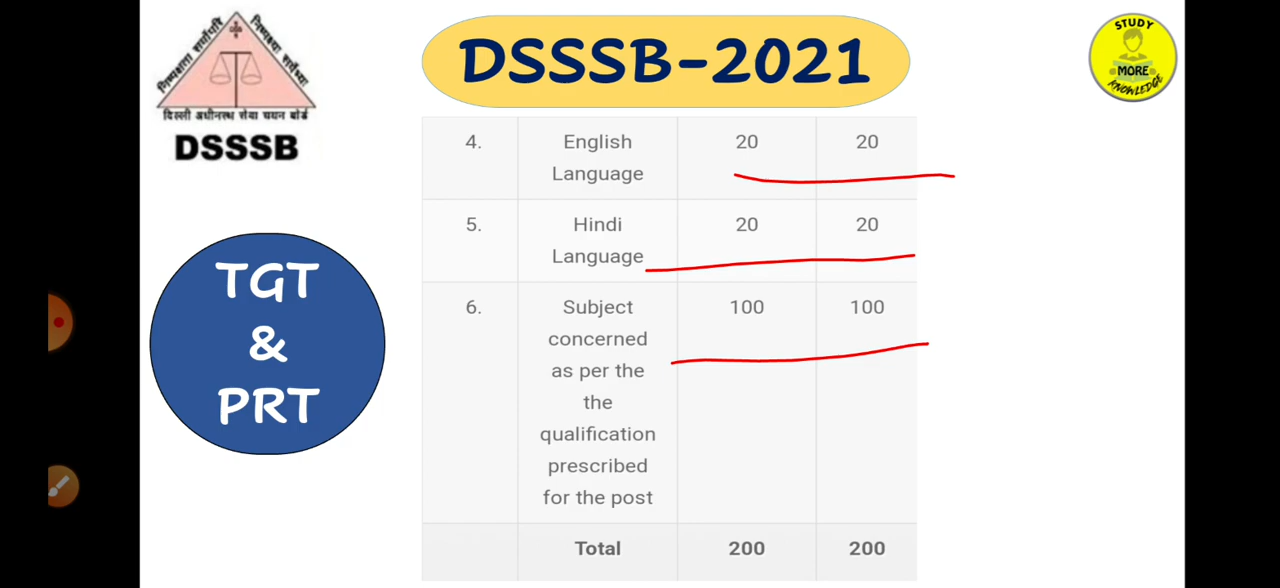 निष्पक्षता सर्वोपरि
निष्पक्ष्या सर्वेभ्यः
दिल्ली अधीनस्थ सेवा चयन बोर्ड
DSSSB
DSSSB-2021
STUDY
MORE
KNOWLEDGE
TGT
&
PRT
4. English 20 20
Language
5. Hindi 20 20
Language
6. Subject 100 100
concerned
as per the
the
qualification
prescribed
for the post
Total 200 200